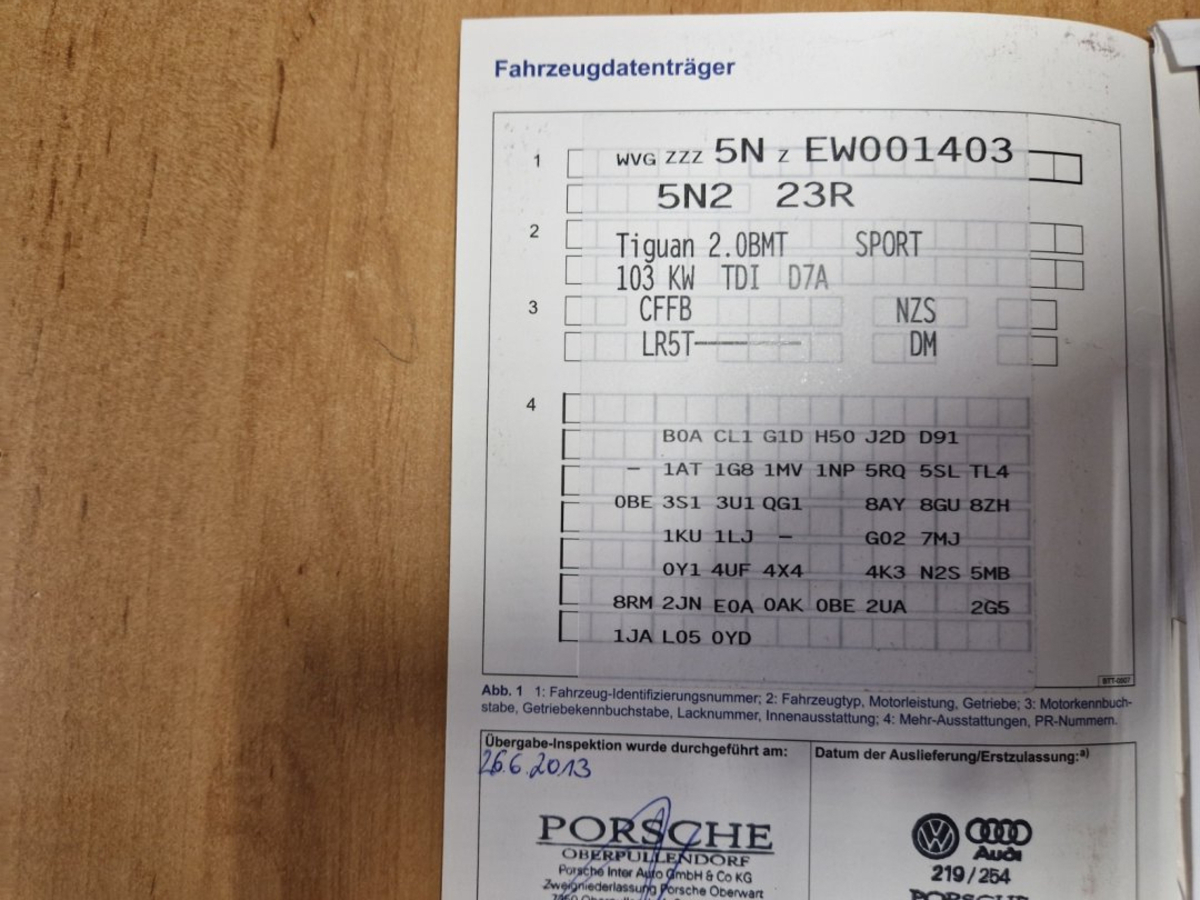 Fahrzeugdatenträger
1 WVG ZZZ 5N Z EW001403
5N2 23R
2 Tiguan 2.0BMT SPORT
103 KW TDI D7A
3 CFFB NZS
LR5T DM
4
B0A CL1 G1D H50 J2D D91
– 1AT 1G8 1MV 1NP 5RQ 5SL TL4
0BE 3S1 3U1 QG1 8AY 8GU 8ZH
1KU 1LJ – G02 7MJ
0Y1 4UF 4X4 4K3 N2S 5MB
8RM 2JN E0A 0AK 0BE 2UA 2G5
1JA L05 0YD
Abb. 1 1: Fahrzeug-Identifizierungsnummer; 2: Fahrzeugtyp, Motorleistung, Getriebe; 3: Motorkennbuch-
stabe, Getriebekennbuchstabe, Lacknummer, Innenausstattung; 4: Mehr-Ausstattungen, PR-Nummern.
Übergabe-Inspektion wurde durchgeführt am:
26.6.2013
PORSCHE
OBERPULLENDORF
Porsche Inter Auto GmbH & Co KG
Zweigniederlassung Porsche Oberwart
Datum der Auslieferung/Erstzulassung:a)
Audi
219/254
PORSCHE